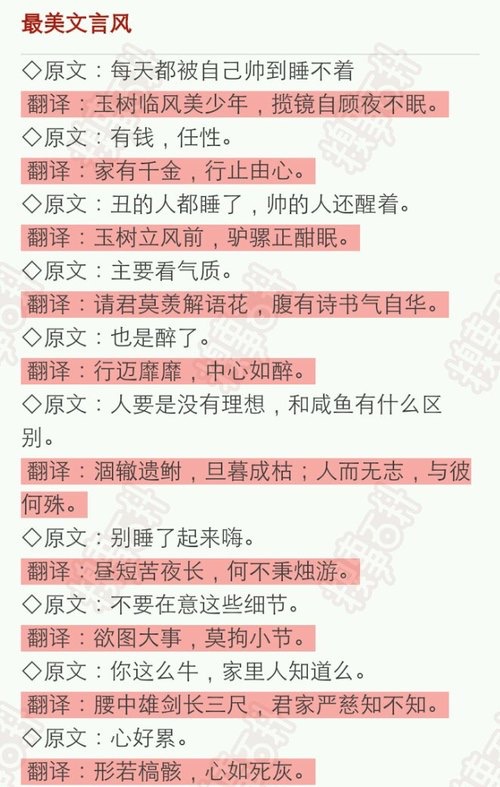 最美文言风
◇原文：每天都被自己帅到睡不着
翻译：玉树临风美少年，揽镜自顾夜不眠。
◇原文：有钱，任性。
翻译：家有千金，行止由心。
◇原文：丑的人都睡了，帅的人还醒着。
翻译：玉树立风前，驴骡正酣眠。
◇原文：主要看气质。
翻译：请君莫羡解语花，腹有诗书气自华。
◇原文：也是醉了。
翻译：行迈靡靡，中心如醉。
◇原文：人要是没有理想，和咸鱼有什么区
别。
翻译：涸辙遗鲋，旦暮成枯；人而无志，与彼
何殊。
◇原文：别睡了起来嗨。
翻译：昼短苦夜长，何不秉烛游。
◇原文：不要在意这些细节。
翻译：欲图大事，莫拘小节。
◇原文：你这么牛，家里人知道么。
翻译：腰中雄剑长三尺，君家严慈知不知。
◇原文：心好累。
翻译：形若槁骸，心如死灰。